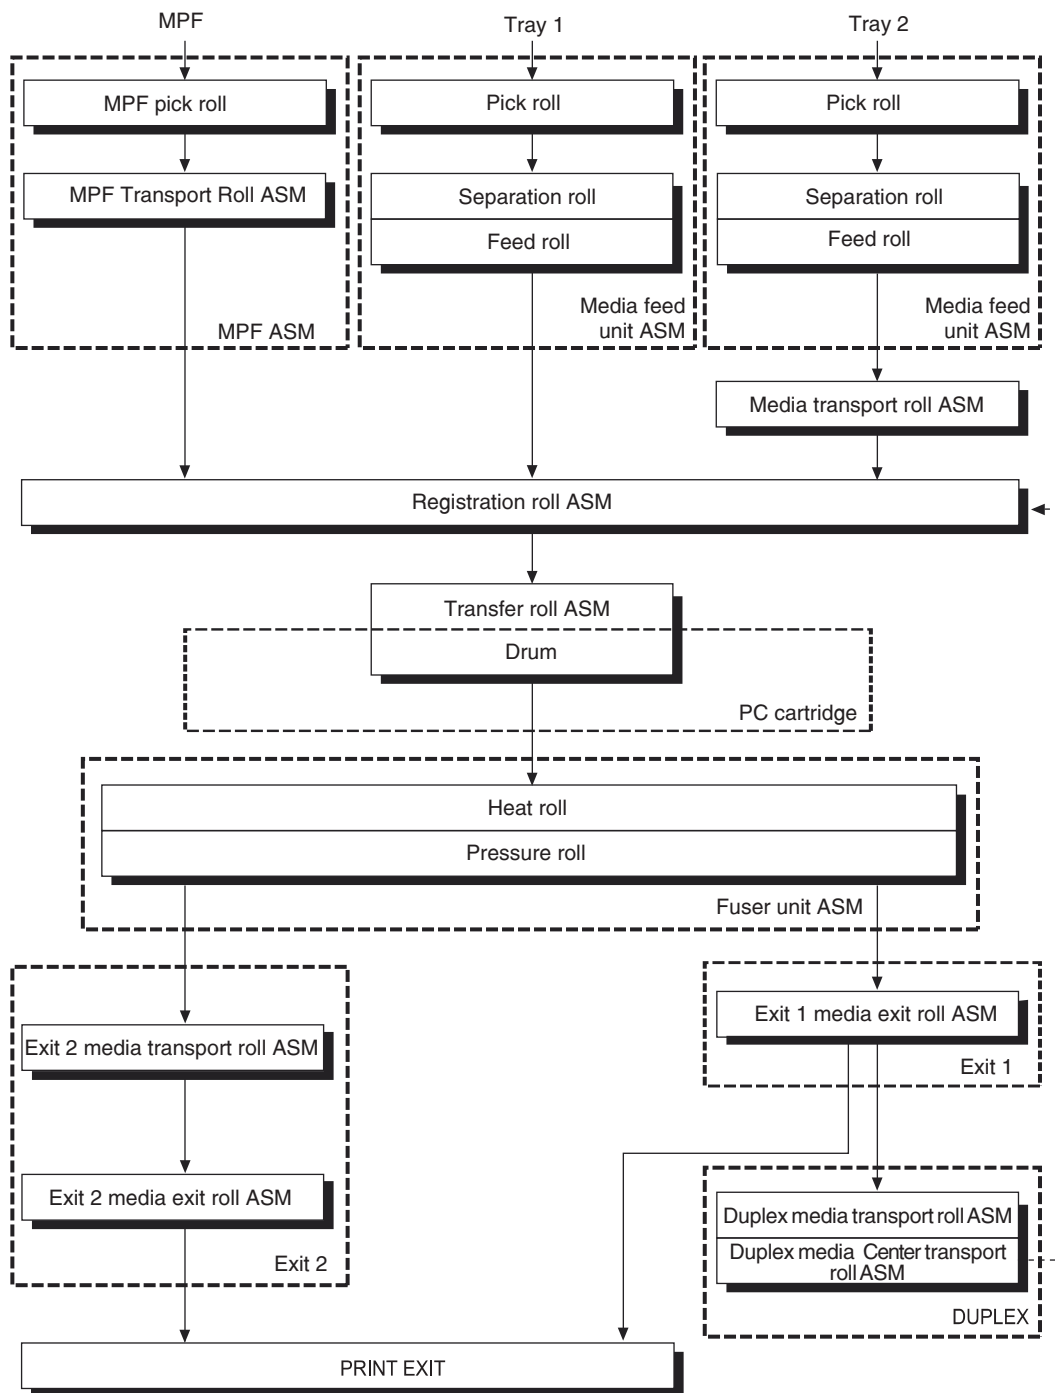 MPF
Tray 1
Tray 2
MPF pick roll
Pick roll
Pick roll
MPF Transport Roll ASM
Separation roll
Separation roll
Feed roll
Feed roll
MPF ASM
Media feed
unit ASM
Media feed
unit ASM
Media transport roll ASM
Registration roll ASM
Transfer roll ASM
Drum
PC cartridge
Heat roll
Pressure roll
Fuser unit ASM
Exit 2 media transport roll ASM
Exit 1 media exit roll ASM
Exit 1
Exit 2 media exit roll ASM
Exit 2
Duplex media transport roll ASM
Duplex media Center transport
roll ASM
DUPLEX
PRINT EXIT